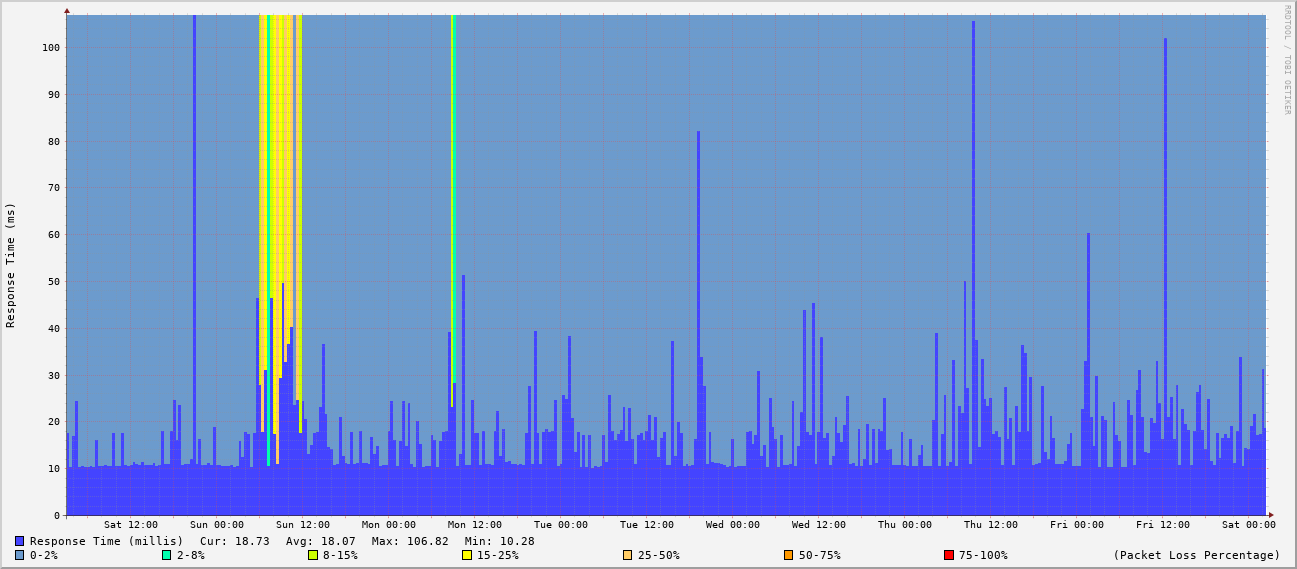 RRDTOOL / TOBI OETIKER
Response Time (ms)
100
90
80
70
60
50
40
30
20
10
0
Sat 12:00 Sun 00:00 Sun 12:00 Mon 00:00 Mon 12:00 Tue 00:00 Tue 12:00 Wed 00:00 Wed 12:00 Thu 00:00 Thu 12:00 Fri 00:00 Fri 12:00 Sat 00:00
Response Time (millis) Cur: 18.73 Avg: 18.07 Max: 106.82 Min: 10.28
0-2% 2-8% 8-15% 15-25% 25-50% 50-75% 75-100% (Packet Loss Percentage)